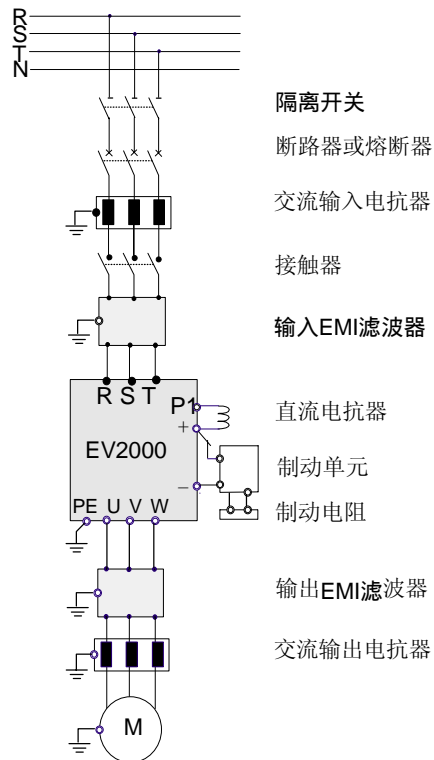 R
S
T
N
隔离开关
断路器或熔断器
交流输入电抗器
接触器
输入EMI滤波器
R S T
P1
直流电抗器
+
EV2000
制动单元
−
PE U V W
制动电阻
输出EMI滤波器
交流输出电抗器
M